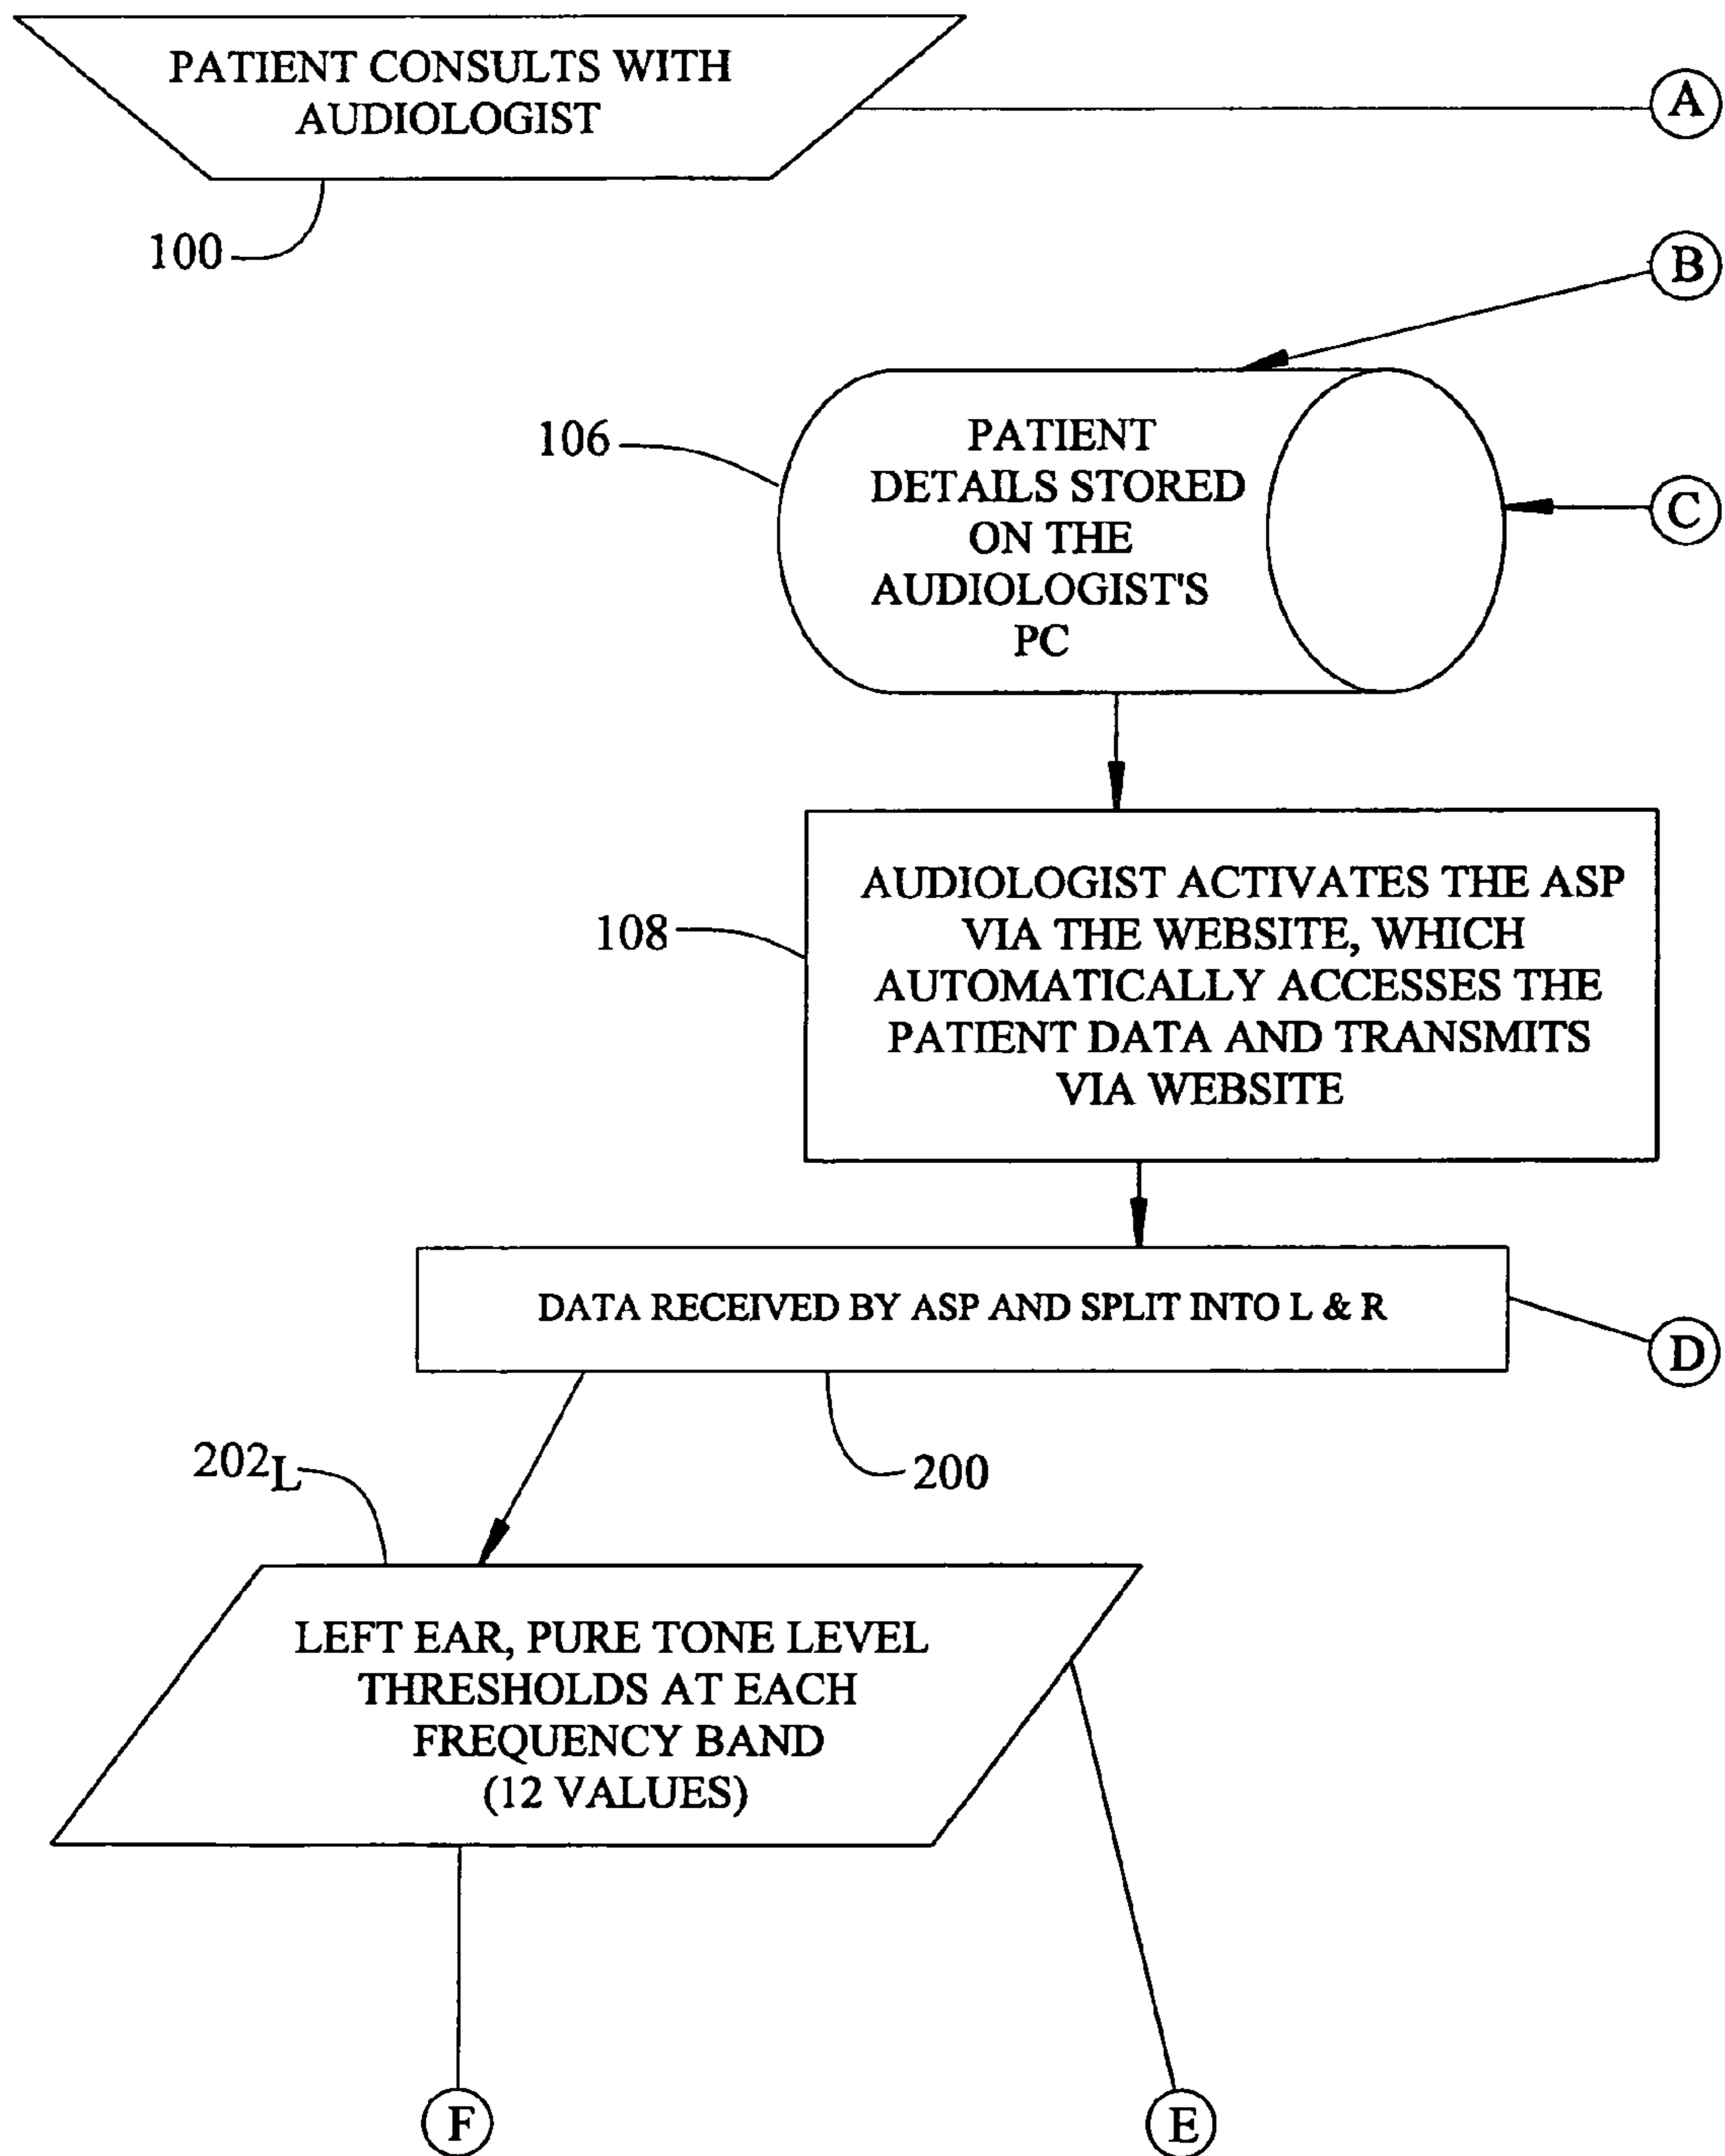 PATIENT CONSULTS WITH
AUDIOLOGIST
A
100
B
106
PATIENT
DETAILS STORED
ON THE
AUDIOLOGIST'S
PC
C
108
AUDIOLOGIST ACTIVATES THE ASP
VIA THE WEBSITE, WHICH
AUTOMATICALLY ACCESSES THE
PATIENT DATA AND TRANSMITS
VIA WEBSITE
DATA RECEIVED BY ASP AND SPLIT INTO L & R
D
202L
200
LEFT EAR, PURE TONE LEVEL
THRESHOLDS AT EACH
FREQUENCY BAND
(12 VALUES)
F
E